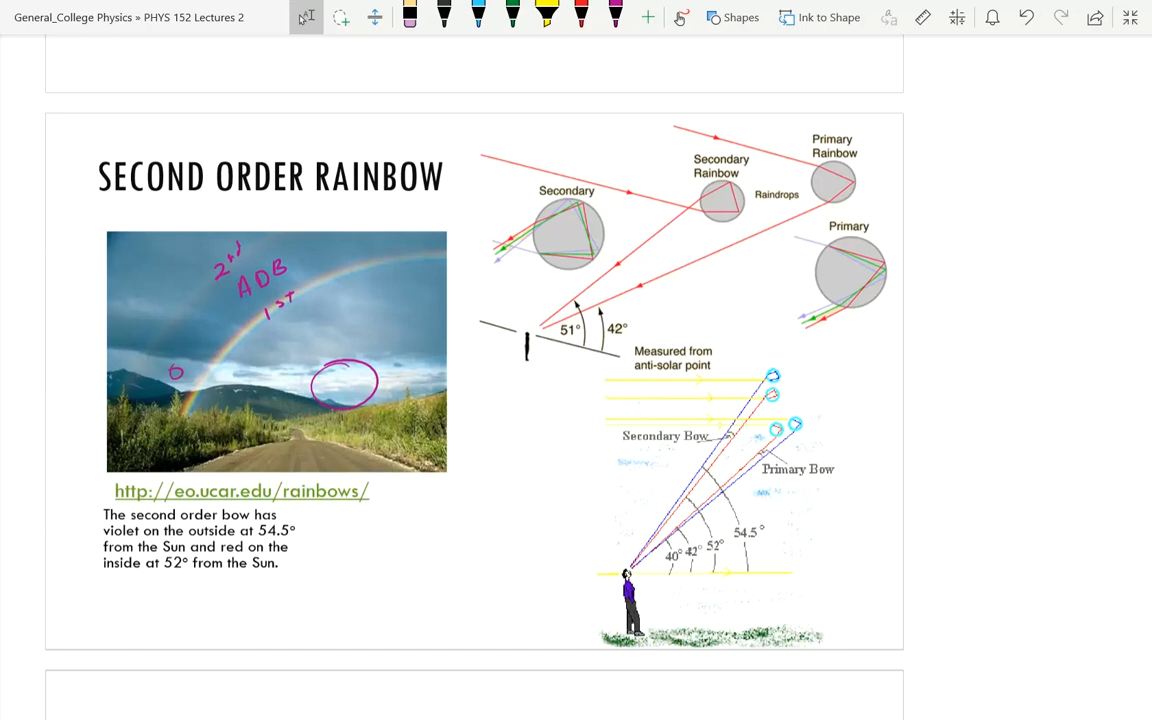 General_College Physics » PHYS 152 Lectures 2
Shapes
Ink to Shape
SECOND ORDER RAINBOW
2nd
ADB
1st
http://eo.ucar.edu/rainbows/
The second order bow has
violet on the outside at 54.5°
from the Sun and red on the
inside at 52° from the Sun.
Primary
Rainbow
Secondary
Rainbow
Raindrops
Secondary
Primary
51°
42°
Measured from
anti-solar point
Secondary Bow
Primary Bow
54.5°
40° 42° 52°